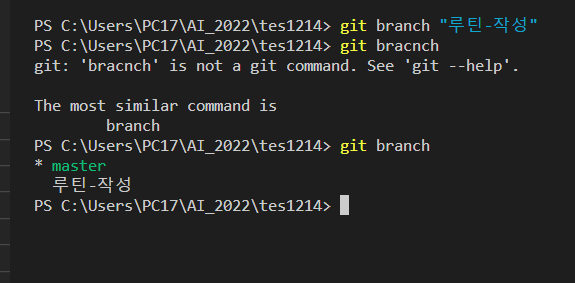 PS C:\Users\PC17\AI_2022\tes1214> git branch "루틴-작성"
PS C:\Users\PC17\AI_2022\tes1214> git bracnch
git: 'bracnch' is not a git command. See 'git --help'.
The most similar command is
branch
PS C:\Users\PC17\AI_2022\tes1214> git branch
* master
루틴-작성
PS C:\Users\PC17\AI_2022\tes1214>